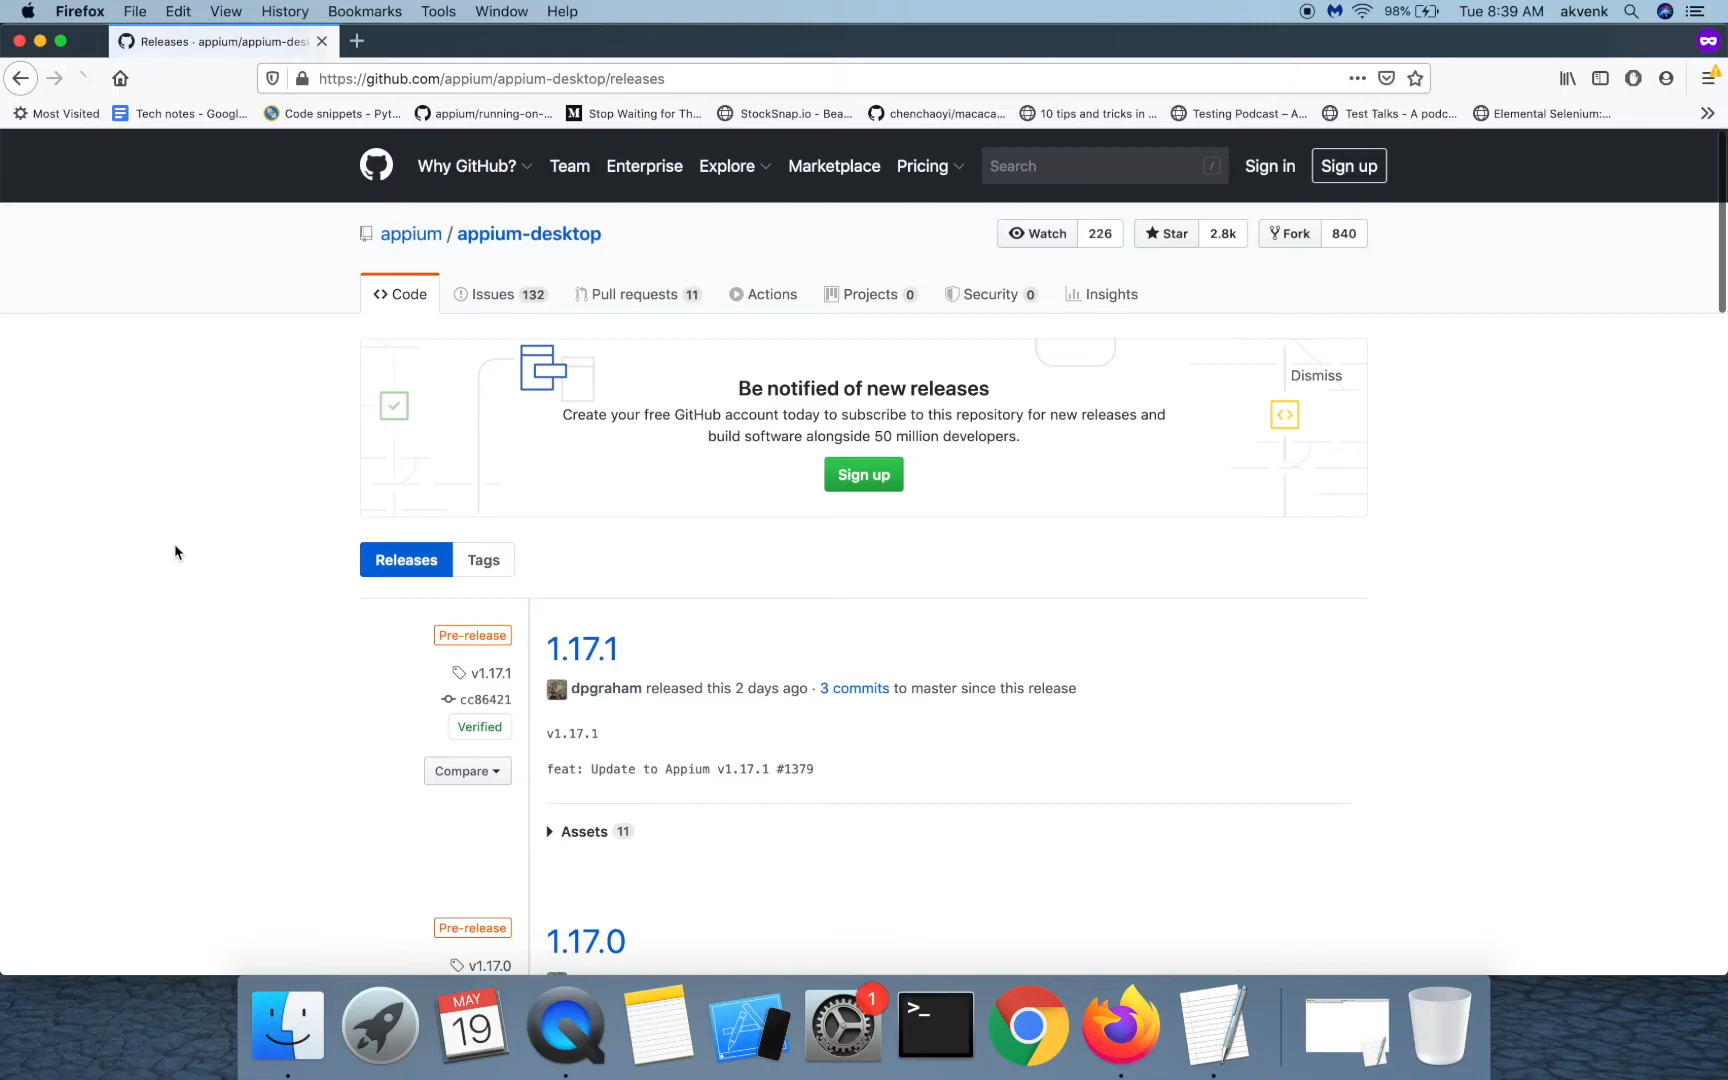 Firefox File Edit View History Bookmarks Tools Window Help 98% Tue 8:39 AM akvenk
Releases · appium/appium-des
https://github.com/appium/appium-desktop/releases
Most Visited Tech notes - Googl... Code snippets - Pyt... appium/running-on-... Stop Waiting for Th... StockSnap.io - Bea... chenchaoyi/macaca... 10 tips and tricks in ... Testing Podcast – A... Test Talks - A podc... Elemental Selenium:...
Why GitHub? Team Enterprise Explore Marketplace Pricing Search / Sign in Sign up
appium / appium-desktop Watch 226 Star 2.8k Fork 840
Code Issues 132 Pull requests 11 Actions Projects 0 Security 0 Insights
Dismiss
Be notified of new releases
Create your free GitHub account today to subscribe to this repository for new releases and
build software alongside 50 million developers.
Sign up
Releases Tags
Pre-release
v1.17.1
cc86421
Verified
Compare
1.17.1
dpgraham released this 2 days ago · 3 commits to master since this release
v1.17.1
feat: Update to Appium v1.17.1 #1379
Assets 11
Pre-release
v1.17.0
1.17.0
MAY
19
1
>_